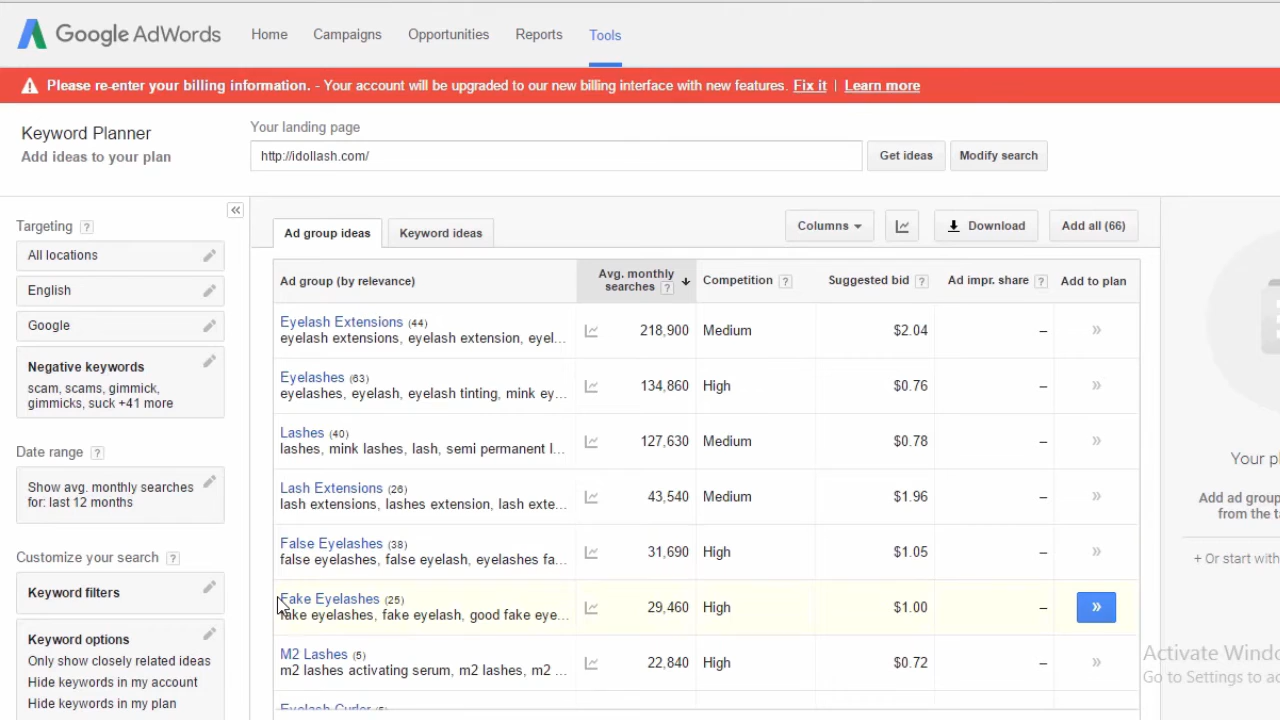 Google AdWords
Home
Campaigns
Opportunities
Reports
Tools
Please re-enter your billing information. - Your account will be upgraded to our new billing interface with new features. Fix it | Learn more
Keyword Planner
Add ideas to your plan
Your landing page
http://idollash.com/
Get ideas
Modify search
Targeting ?
All locations
English
Google
Negative keywords
scam, scams, gimmick,
gimmicks, suck +41 more
Date range ?
Show avg. monthly searches
for: last 12 months
Customize your search ?
Keyword filters
Keyword options
Only show closely related ideas
Hide keywords in my account
Hide keywords in my plan
Ad group ideas
Keyword ideas
Columns
Download
Add all (66)
Ad group (by relevance)
Avg. monthly
searches ?
Competition ?
Suggested bid ?
Ad impr. share ?
Add to plan
Eyelash Extensions (44)
eyelash extensions, eyelash extension, eyel...
218,900 Medium $2.04 – »
Eyelashes (63)
eyelashes, eyelash, eyelash tinting, mink ey...
134,860 High $0.76 – »
Lashes (40)
lashes, mink lashes, lash, semi permanent l...
127,630 Medium $0.78 – »
Lash Extensions (26)
lash extensions, lashes extension, lash exte...
43,540 Medium $1.96 – »
False Eyelashes (38)
false eyelashes, false eyelash, eyelashes fa...
31,690 High $1.05 – »
Fake Eyelashes (25)
fake eyelashes, fake eyelash, good fake eye...
29,460 High $1.00 – »
M2 Lashes (5)
m2 lashes activating serum, m2 lashes, m2 ...
22,840 High $0.72 – »
Eyelash Curler (5)
Your pl
Add ad group
from the ta
+ Or start with
Activate Windo
Go to Settings to ac